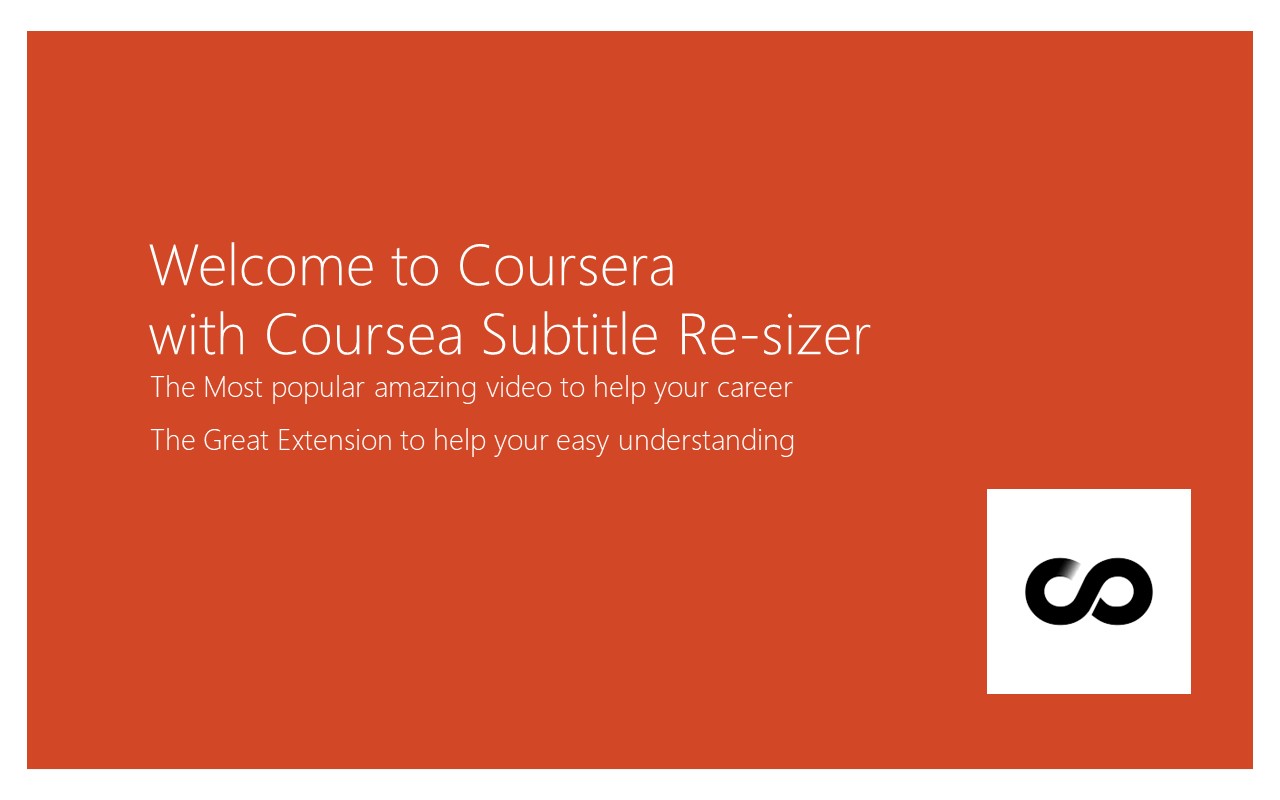 Welcome to Coursera
with Coursea Subtitle Re-sizer
The Most popular amazing video to help your career
The Great Extension to help your easy understanding